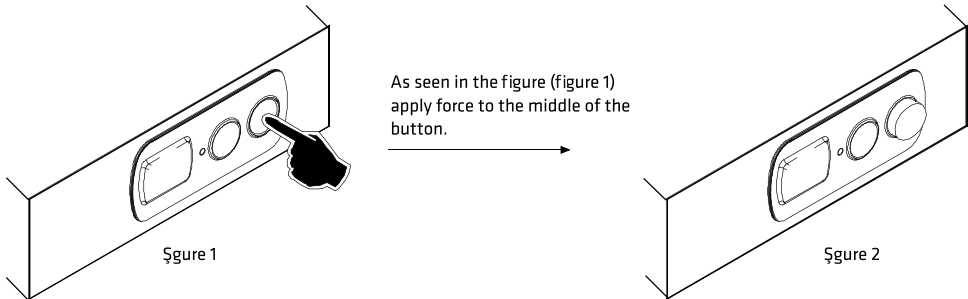 As seen in the figure (figure 1)
apply force to the middle of the
button.
Şgure 1
Şgure 2